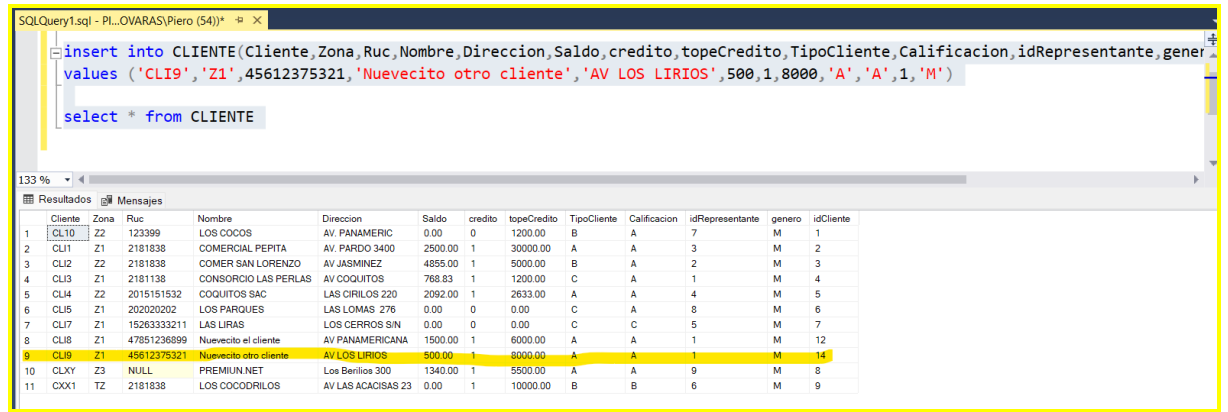 SQLQuery1.sql - PI...OVARAS\Piero (54))*
insert into CLIENTE(Cliente,Zona,Ruc,Nombre,Direccion,Saldo,credito,topeCredito,TipoCliente,Calificacion,idRepresentante,gener
values ('CLI9','Z1',45612375321,'Nuevecito otro cliente','AV LOS LIRIOS',500,1,8000,'A','A',1,'M')
select * from CLIENTE
133 %
Resultados Mensajes
Cliente Zona Ruc Nombre Direccion Saldo credito topeCredito TipoCliente Calificacion idRepresentante genero idCliente
1 CL10 Z2 123399 LOS COCOS AV. PANAMERIC 0.00 0 1200.00 B A 7 M 1
2 CLI1 Z1 2181838 COMERCIAL PEPITA AV. PARDO 3400 2500.00 1 30000.00 A A 3 M 2
3 CLI2 Z2 2181838 COMER SAN LORENZO AV JASMINEZ 4855.00 1 5000.00 B A 2 M 3
4 CLI3 Z1 2181138 CONSORCIO LAS PERLAS AV COQUITOS 768.83 1 1200.00 C A 1 M 4
5 CLI4 Z2 2015151532 COQUITOS SAC LAS CIRILOS 220 2092.00 1 2633.00 A A 4 M 5
6 CLI5 Z1 202020202 LOS PARQUES LAS LOMAS 276 0.00 0 0.00 C A 8 M 6
7 CLI7 Z1 15263333211 LAS LIRAS LOS CERROS S/N 0.00 0 0.00 C C 5 M 7
8 CLI8 Z1 47851236899 Nuevecito el cliente AV PANAMERICANA 1500.00 1 6000.00 A A 1 M 12
9 CLI9 Z1 45612375321 Nuevecito otro cliente AV LOS LIRIOS 500.00 1 8000.00 A A 1 M 14
10 CLXY Z3 NULL PREMIUN.NET Los Berilios 300 1340.00 1 5500.00 A A 9 M 8
11 CXX1 TZ 2181838 LOS COCODRILOS AV LAS ACACISAS 23 0.00 1 10000.00 B B 6 M 9